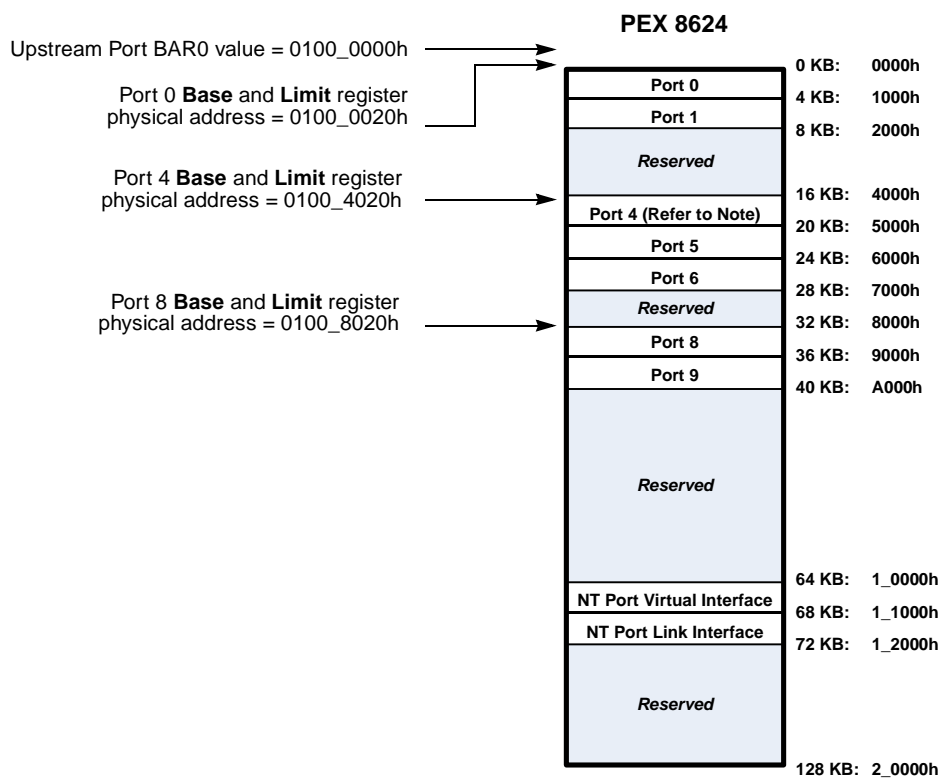 PEX 8624
Upstream Port BAR0 value = 0100_0000h
Port 0 Base and Limit register
physical address = 0100_0020h
Port 4 Base and Limit register
physical address = 0100_4020h
Port 8 Base and Limit register
physical address = 0100_8020h
0 KB: 0000h
Port 0
4 KB: 1000h
Port 1
8 KB: 2000h
Reserved
16 KB: 4000h
Port 4 (Refer to Note)
20 KB: 5000h
Port 5
24 KB: 6000h
Port 6
28 KB: 7000h
Reserved
32 KB: 8000h
Port 8
36 KB: 9000h
Port 9
40 KB: A000h
Reserved
64 KB: 1_0000h
NT Port Virtual Interface
68 KB: 1_1000h
NT Port Link Interface
72 KB: 1_2000h
Reserved
128 KB: 2_0000h